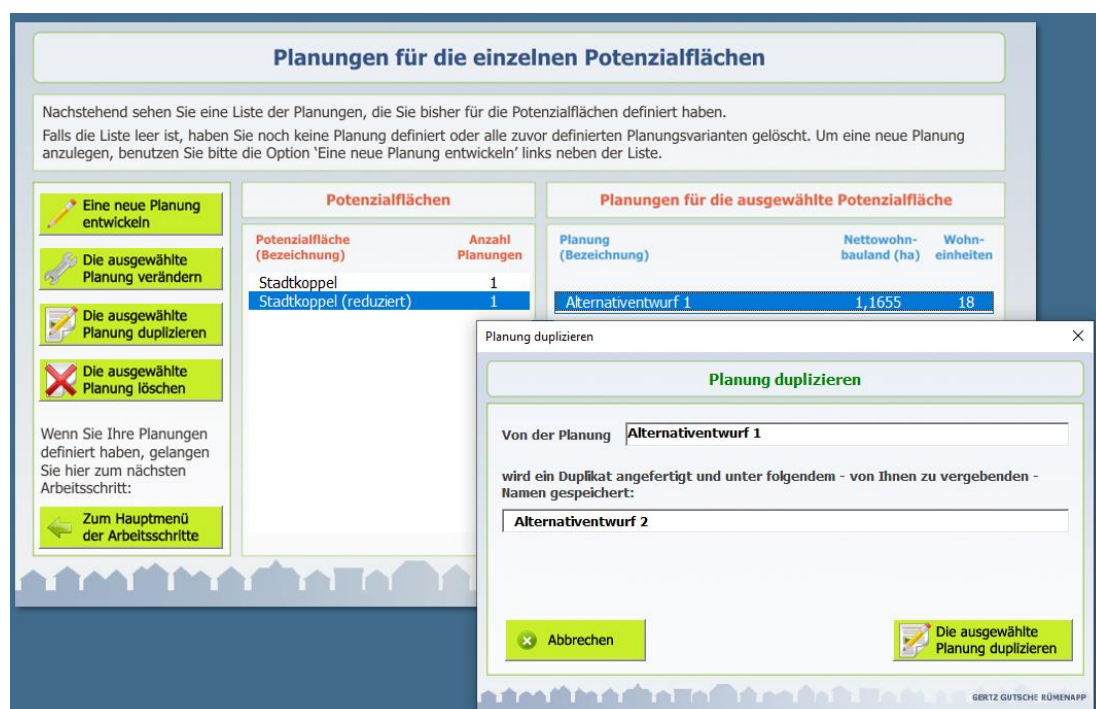 Planungen für die einzelnen Potenzialflächen
Nachstehend sehen Sie eine Liste der Planungen, die Sie bisher für die Potenzialflächen definiert haben.
Falls die Liste leer ist, haben Sie noch keine Planung definiert oder alle zuvor definierten Planungsvarianten gelöscht. Um eine neue Planung
anzulegen, benutzen Sie bitte die Option ‘Eine neue Planung entwickeln’ links neben der Liste.
Eine neue Planung
entwickeln
Die ausgewählte
Planung verändern
Die ausgewählte
Planung duplizieren
Die ausgewählte
Planung löschen
Wenn Sie Ihre Planungen
definiert haben, gelangen
Sie hier zum nächsten
Arbeitsschritt:
Zum Hauptmenü
der Arbeitsschritte
Potenzialflächen
Potenzialfläche Anzahl
(Bezeichnung) Planungen
Stadtkoppel 1
Stadtkoppel (reduziert) 1
Planungen für die ausgewählte Potenzialfläche
Planung Nettowohn- Wohn-
(Bezeichnung) bauland (ha) einheiten
Alternativentwurf 1 1,1655 18
Planung duplizieren
Planung duplizieren
Von der Planung Alternativentwurf 1
wird ein Duplikat angefertigt und unter folgendem - von Ihnen zu vergebenden -
Namen gespeichert:
Alternativentwurf 2
Abbrechen
Die ausgewählte
Planung duplizieren
GERTZ GUTSCHE RÜMENAPP